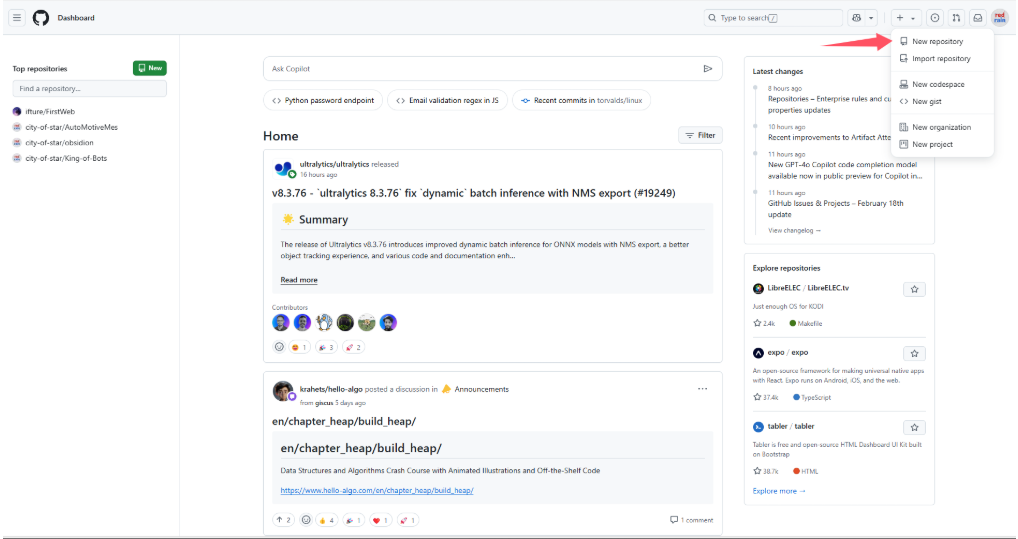 Dashboard
Type to search /
red
rain
New repository
Import repository
New codespace
New gist
New organization
New project
Top repositories
New
Find a repository...
ifture/FirstWeb
city-of-star/AutoMotiveMes
city-of-star/obsidion
city-of-star/King-of-Bots
Ask Copilot
Python password endpoint
Email validation regex in JS
Recent commits in torvalds/linux
Home
Filter
ultralytics/ultralytics released
16 hours ago
v8.3.76 - `ultralytics 8.3.76` fix `dynamic` batch inference with NMS export (#19249)
Summary
The release of Ultralytics v8.3.76 introduces improved dynamic batch inference for ONNX models with NMS export, a better
object tracking experience, and various code and documentation enh...
Read more
Contributors
1
3
2
krahets/hello-algo posted a discussion in Announcements
from giscus 5 days ago
en/chapter_heap/build_heap/
en/chapter_heap/build_heap/
Data Structures and Algorithms Crash Course with Animated Illustrations and Off-the-Shelf Code
https://www.hello-algo.com/en/chapter_heap/build_heap/
2
4
1
1
1
1 comment
Latest changes
8 hours ago
Repositories – Enterprise rules and cu
properties updates
10 hours ago
Recent improvements to Artifact Atte
11 hours ago
New GPT-4o Copilot code completion model
available now in public preview for Copilot in...
11 hours ago
GitHub Issues & Projects – February 18th
update
View changelog →
Explore repositories
LibreELEC / LibreELEC.tv
Just enough OS for KODI
2.4k
Makefile
expo / expo
An open-source framework for making universal native apps
with React. Expo runs on Android, iOS, and the web.
37.4k
TypeScript
tabler / tabler
Tabler is free and open-source HTML Dashboard UI Kit built
on Bootstrap
38.7k
HTML
Explore more →